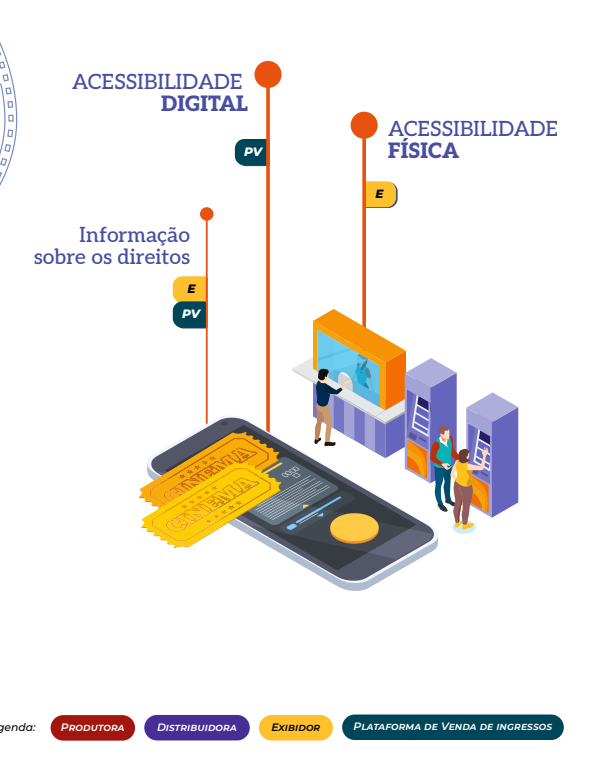 ACESSIBILIDADE
DIGITAL
PV
ACESSIBILIDADE
FÍSICA
E
Informação
sobre os direitos
E
PV
CINEMA
CINEMA
genda:
PRODUTORA
DISTRIBUIDORA
EXIBIDOR
PLATAFORMA DE VENDA DE INGRESSOS